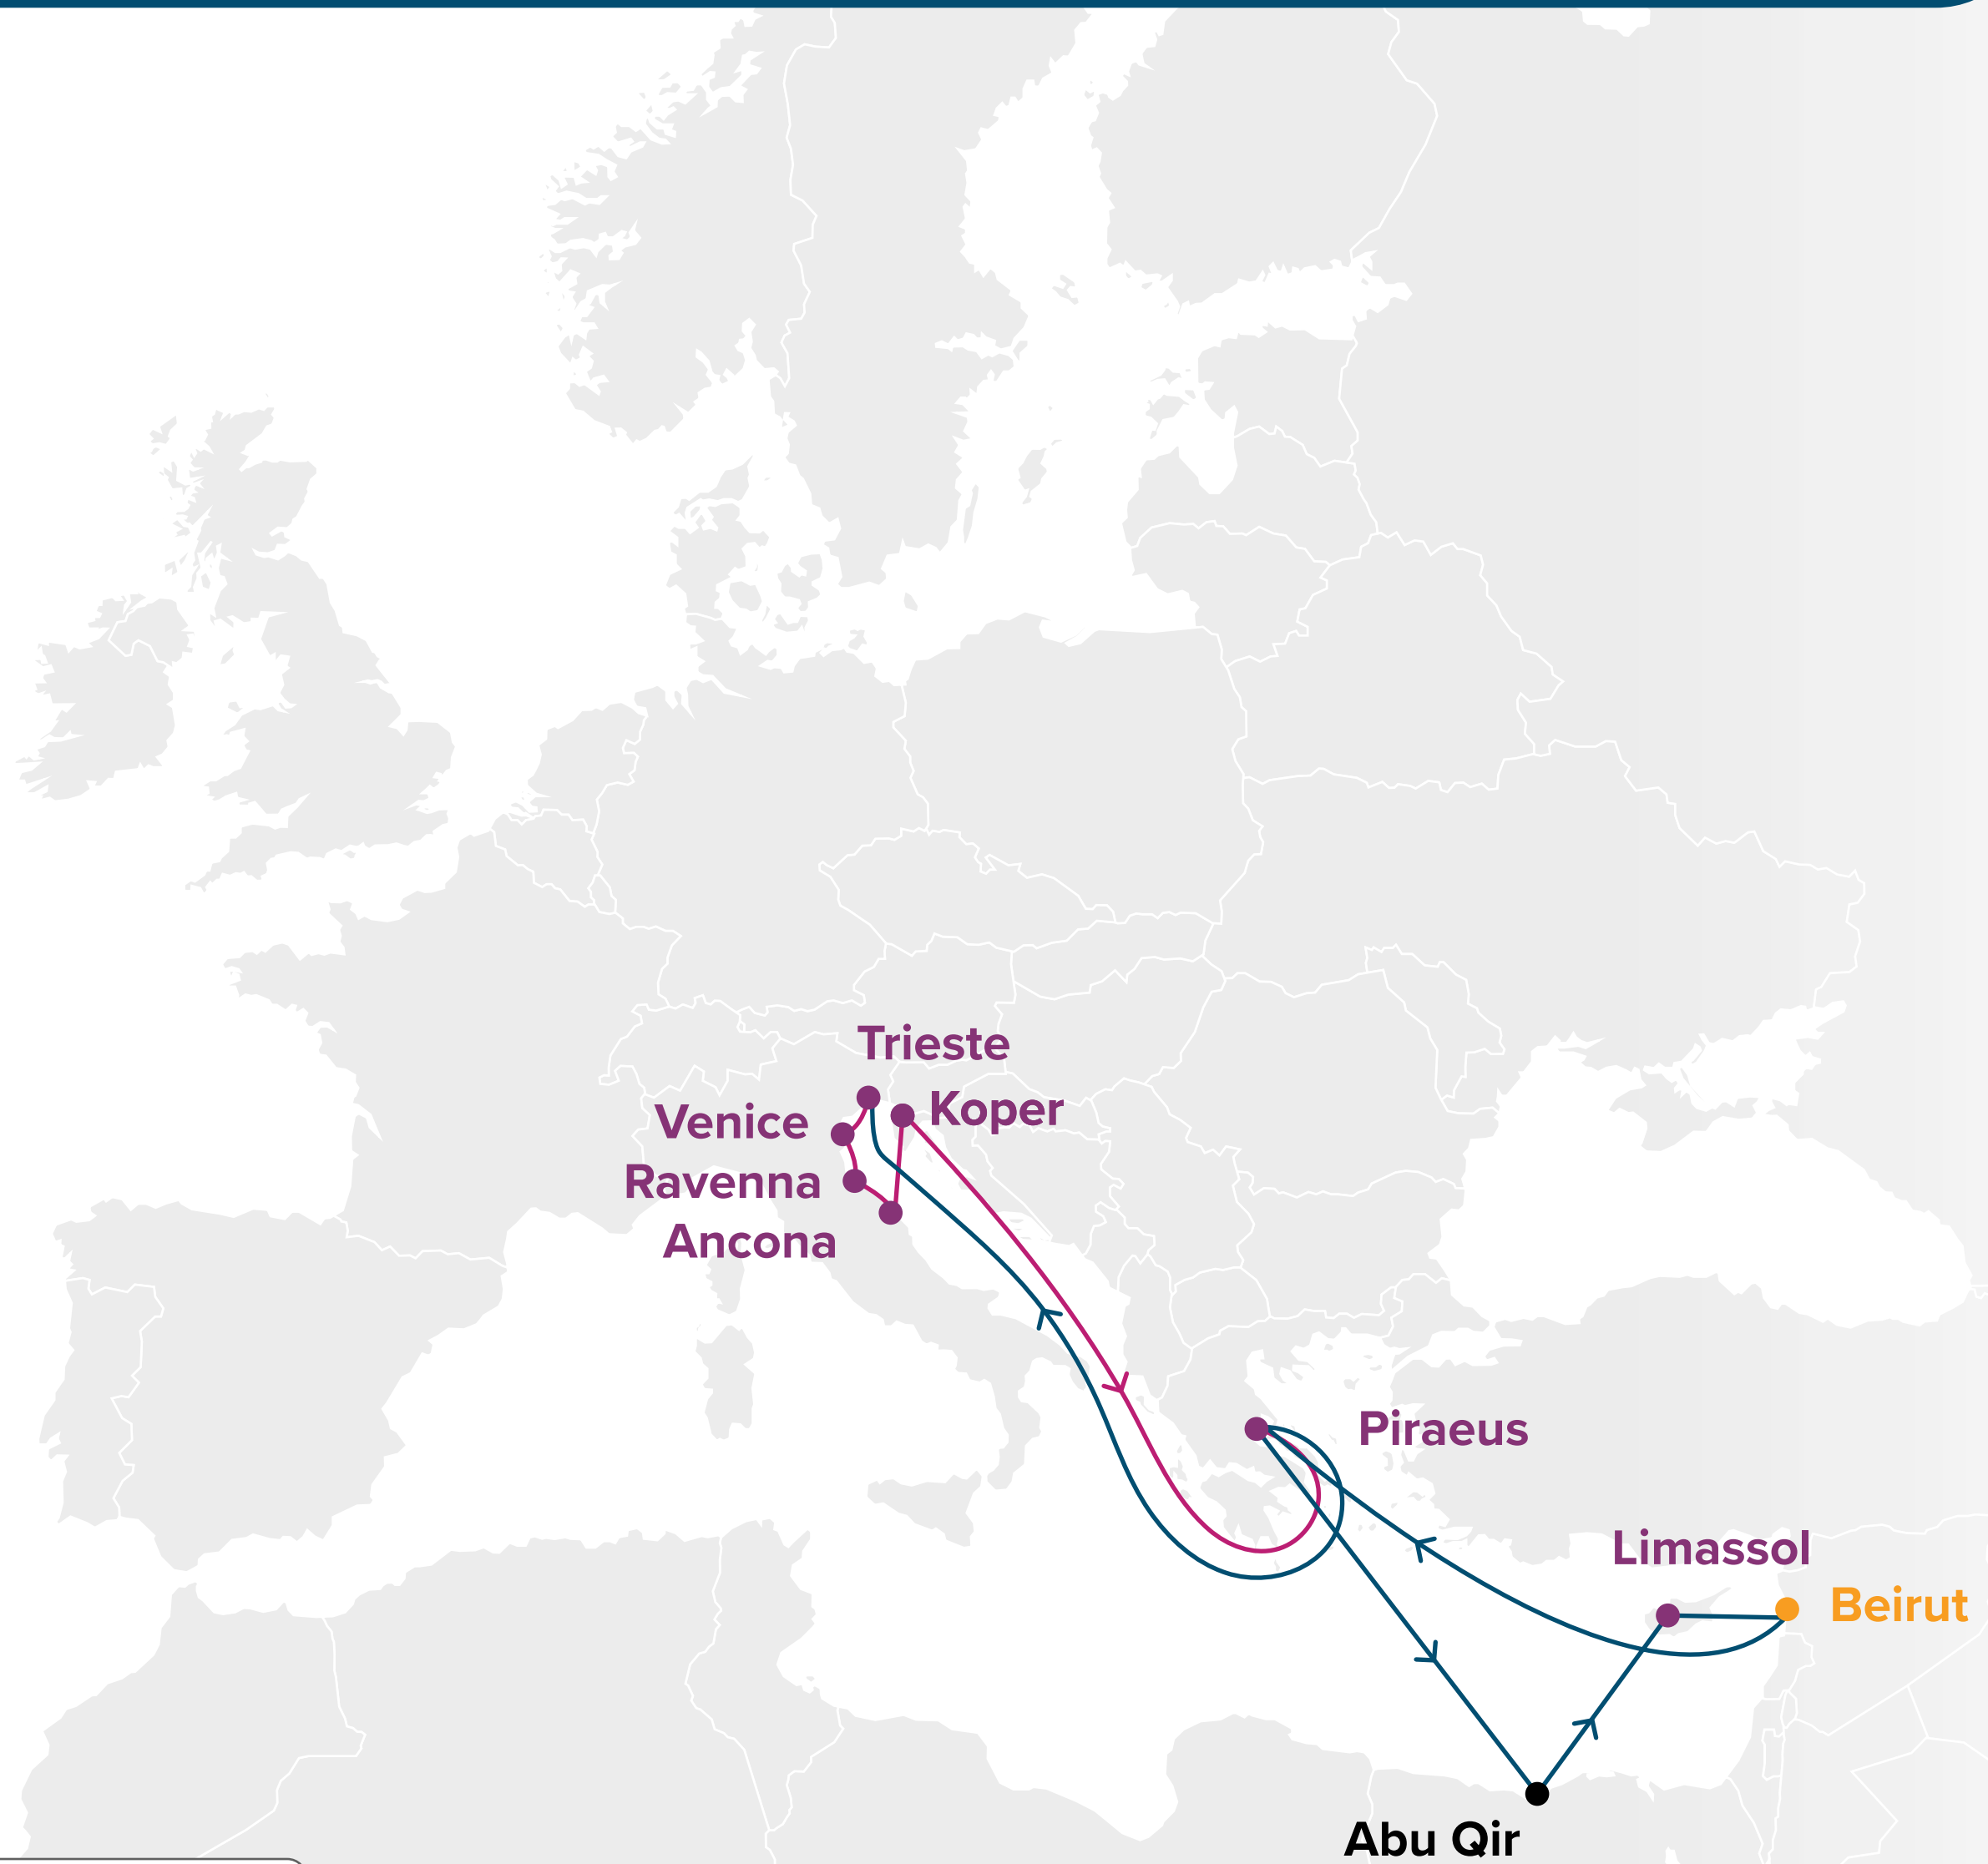 Trieste
Koper
Venice
Ravenna
Ancona
Piraeus
Limassol
Beirut
Abu Qir